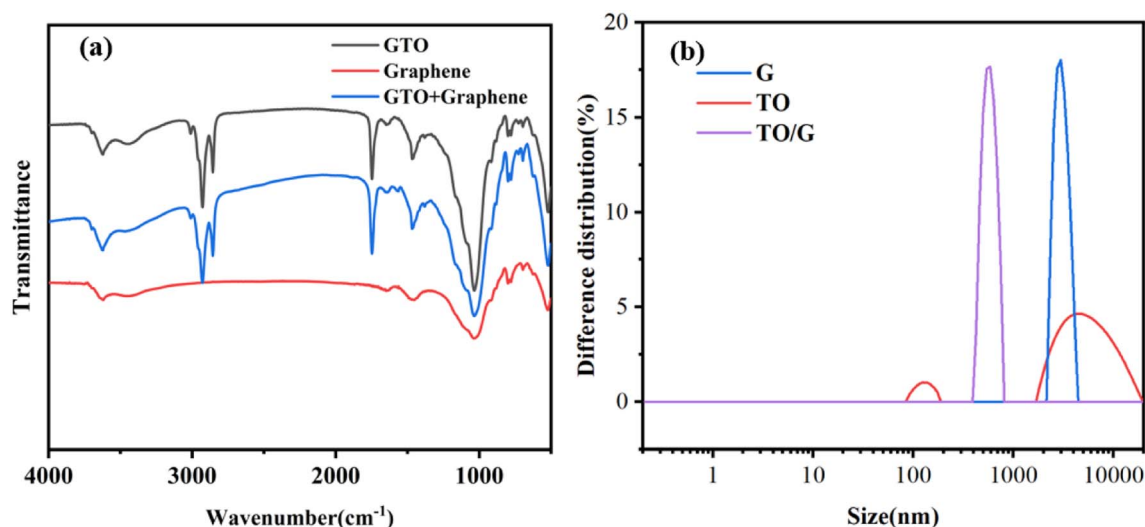 (a)
GTO
Graphene
GTO+Graphene
Transmittance
4000 3000 2000 1000
Wavenumber(cm⁻¹)
(b)
G
TO
TO/G
Difference distribution(%)
20
15
10
5
0
1 10 100 1000 10000
Size(nm)